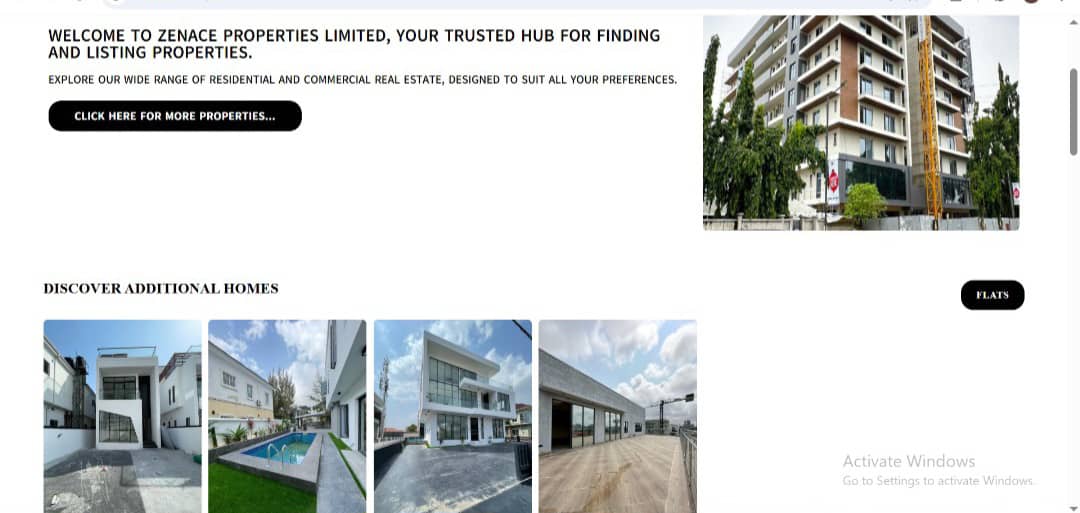 WELCOME TO ZENACE PROPERTIES LIMITED, YOUR TRUSTED HUB FOR FINDING
AND LISTING PROPERTIES.
EXPLORE OUR WIDE RANGE OF RESIDENTIAL AND COMMERCIAL REAL ESTATE, DESIGNED TO SUIT ALL YOUR PREFERENCES.
CLICK HERE FOR MORE PROPERTIES...
DISCOVER ADDITIONAL HOMES
FLATS
Activate Windows
Go to Settings to activate Windows.